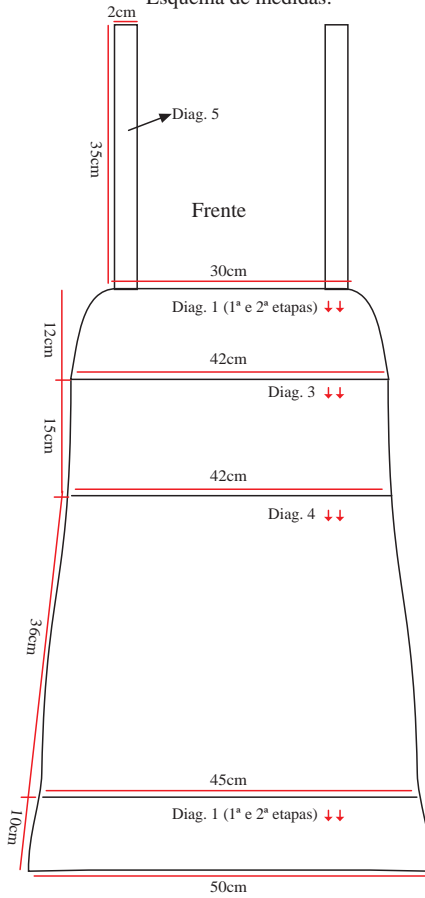 Esquema de medidas:
2cm
Diag. 5
35cm
Frente
30cm
Diag. 1 (1ª e 2ª etapas)
12cm
42cm
Diag. 3
15cm
42cm
Diag. 4
36cm
45cm
Diag. 1 (1ª e 2ª etapas)
10cm
50cm